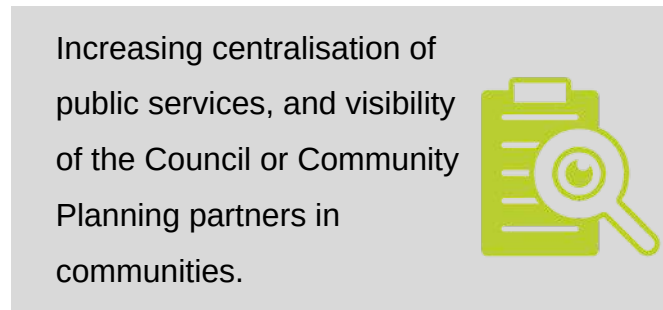 Increasing centralisation of
public services, and visibility
of the Council or Community
Planning partners in
communities.